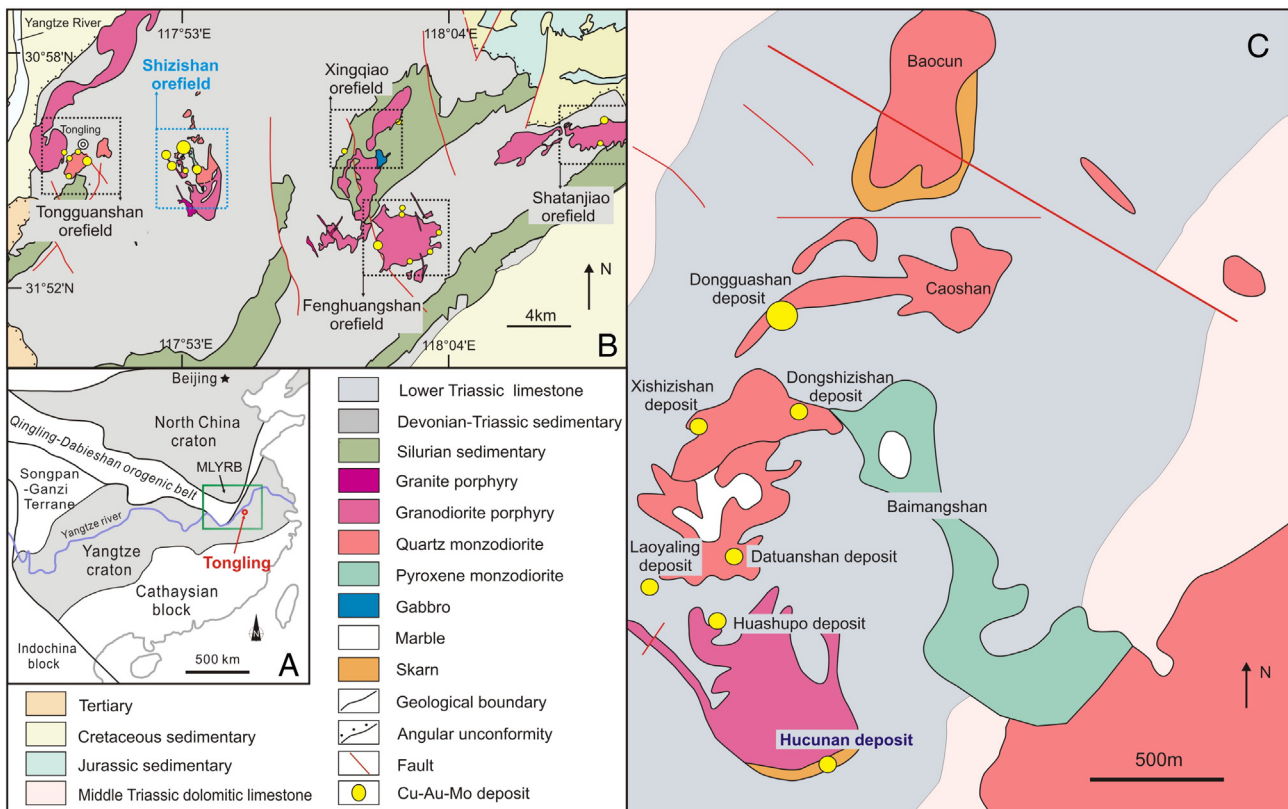 Yangtze River
117°53'E
118°04'E
30°58'N
Shizishan
orefield
Xingqiao
orefield
Tongling
Tongguanshan
orefield
Shatanjiao
orefield
31°52'N
Fenghuangshan
orefield
N
4km
B
117°53'E
118°04'E
Beijing
North China
craton
Qingling-Dabieshan orogenic belt
MLYRB
Songpan
-Ganzi
Terrane
Yangtze river
Yangtze
craton
Tongling
Cathaysian
block
Indochina
block
N
500 km
A
Lower Triassic limestone
Devonian-Triassic sedimentary
Silurian sedimentary
Granite porphyry
Granodiorite porphyry
Quartz monzodiorite
Pyroxene monzodiorite
Gabbro
Marble
Skarn
Geological boundary
Angular unconformity
Fault
Cu-Au-Mo deposit
Tertiary
Cretaceous sedimentary
Jurassic sedimentary
Middle Triassic dolomitic limestone
C
Baocun
Dongguashan
deposit
Caoshan
Xishizishan
deposit
Dongshizishan
deposit
Baimangshan
Laoyaling
deposit
Datuanshan deposit
Huashupo deposit
Hucunan deposit
N
500m